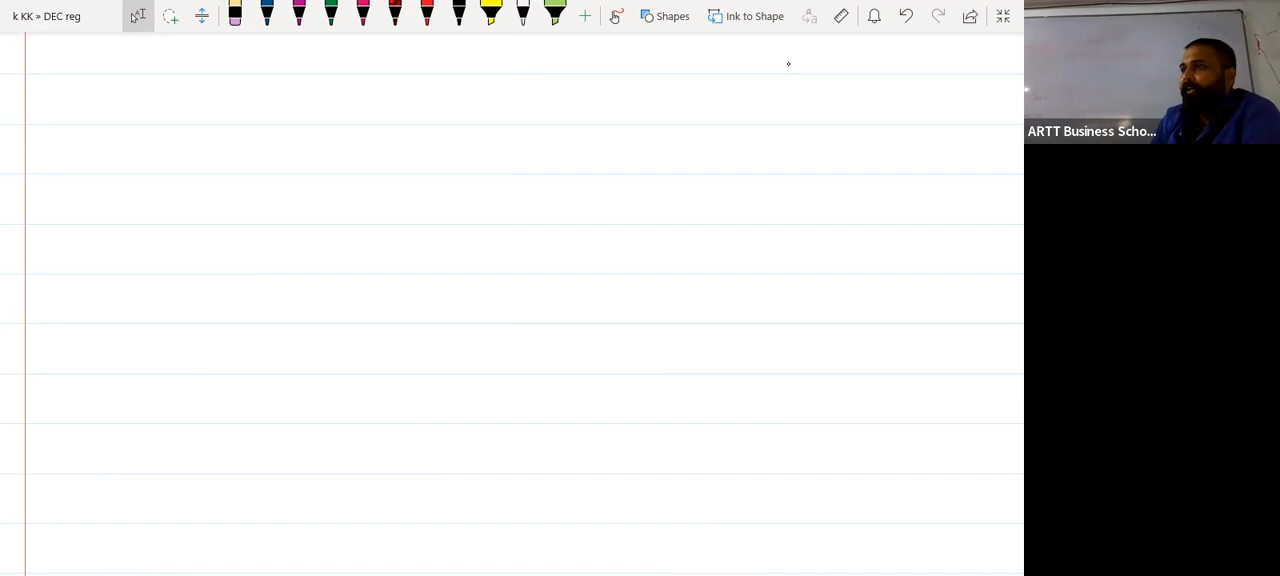 k KK » DEC reg
Shapes
Ink to Shape
ARTT Business Scho...